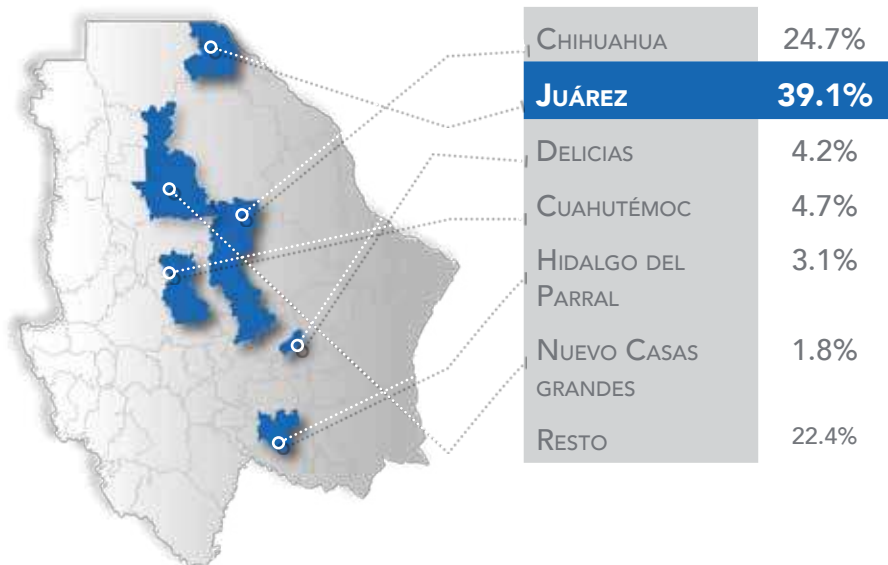 Chihuahua 24.7%
Juárez 39.1%
Delicias 4.2%
Cuahutémoc 4.7%
Hidalgo del 3.1%
Parral
Nuevo Casas 1.8%
grandes
Resto 22.4%